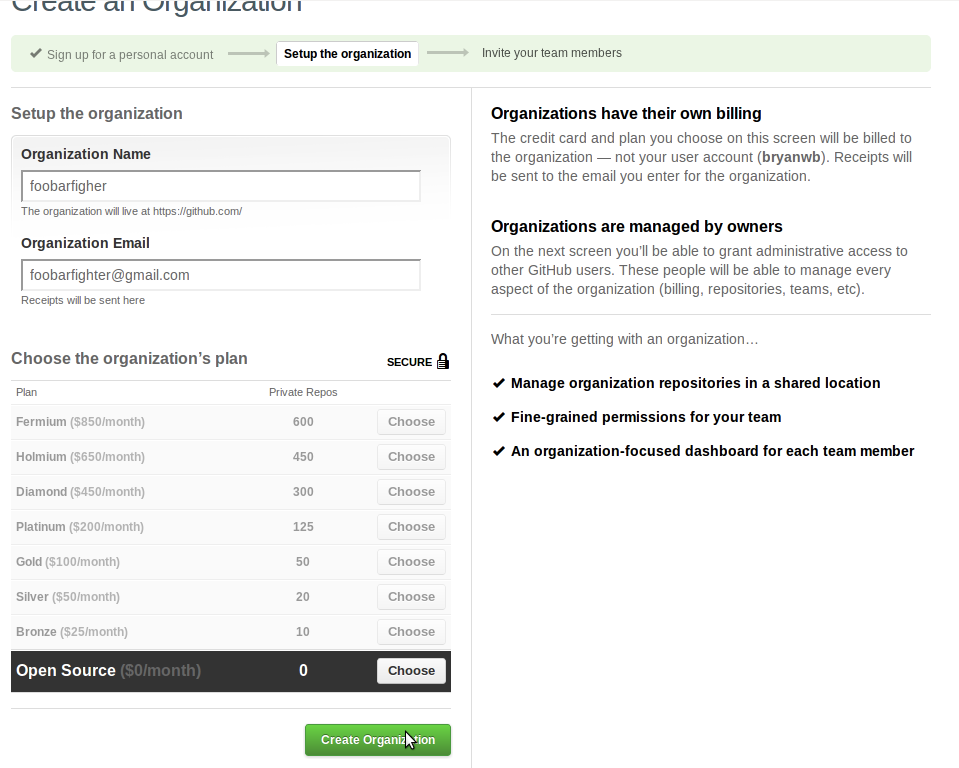 Create an Organization
Sign up for a personal account
Setup the organization
Invite your team members
Setup the organization
Organization Name
foobarfigher
The organization will live at https://github.com/
Organization Email
foobarfighter@gmail.com
Receipts will be sent here
Choose the organization’s plan
SECURE
Plan Private Repos
Fermium ($850/month) 600 Choose
Holmium ($650/month) 450 Choose
Diamond ($450/month) 300 Choose
Platinum ($200/month) 125 Choose
Gold ($100/month) 50 Choose
Silver ($50/month) 20 Choose
Bronze ($25/month) 10 Choose
Open Source ($0/month) 0 Choose
Create Organization
Organizations have their own billing
The credit card and plan you choose on this screen will be billed to
the organization — not your user account (bryanwb). Receipts will
be sent to the email you enter for the organization.
Organizations are managed by owners
On the next screen you’ll be able to grant administrative access to
other GitHub users. These people will be able to manage every
aspect of the organization (billing, repositories, teams, etc).
What you’re getting with an organization…
Manage organization repositories in a shared location
Fine-grained permissions for your team
An organization-focused dashboard for each team member